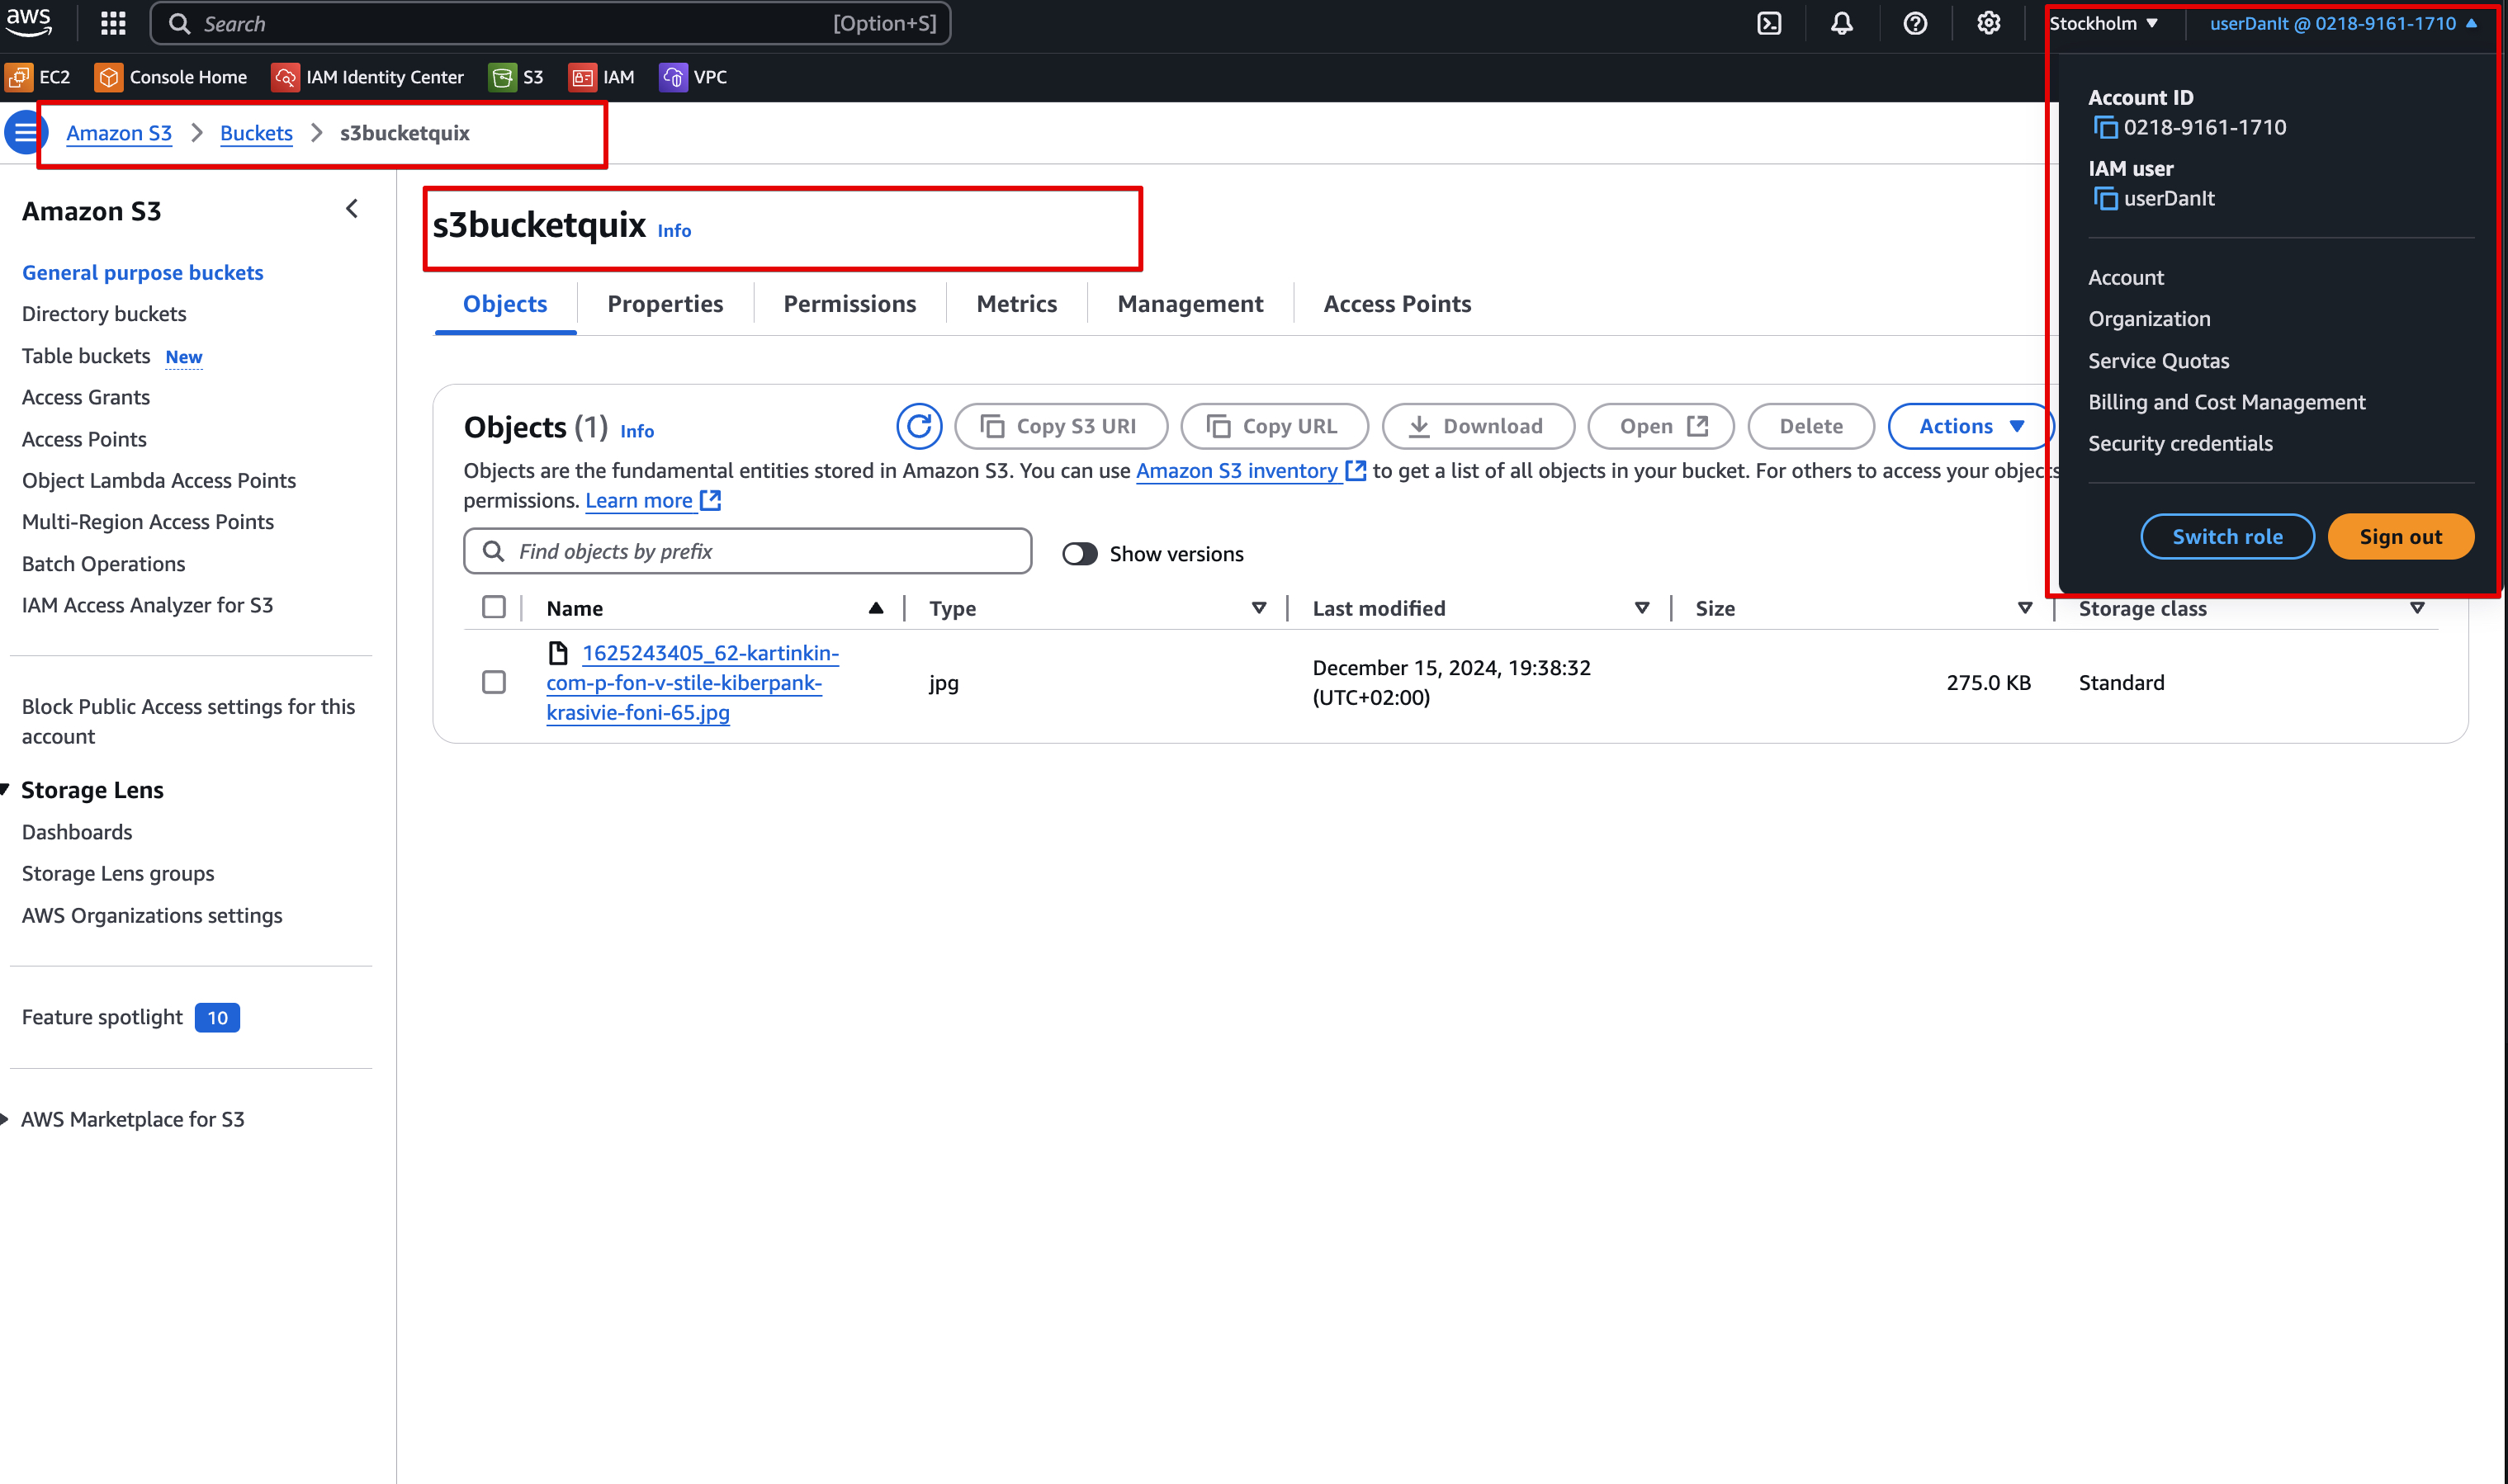 aws
Search [Option+S]
Stockholm
userDanIt @ 0218-9161-1710
EC2
Console Home
IAM Identity Center
S3
IAM
VPC
Amazon S3 > Buckets > s3bucketquix
Account ID
0218-9161-1710
IAM user
userDanIt
Account
Organization
Service Quotas
Billing and Cost Management
Security credentials
Switch role
Sign out
Amazon S3
General purpose buckets
Directory buckets
Table buckets New
Access Grants
Access Points
Object Lambda Access Points
Multi-Region Access Points
Batch Operations
IAM Access Analyzer for S3
Block Public Access settings for this
account
Storage Lens
Dashboards
Storage Lens groups
AWS Organizations settings
Feature spotlight 10
AWS Marketplace for S3
s3bucketquix Info
Objects
Properties
Permissions
Metrics
Management
Access Points
Objects (1) Info
Copy S3 URI
Copy URL
Download
Open
Delete
Actions
Objects are the fundamental entities stored in Amazon S3. You can use Amazon S3 inventory to get a list of all objects in your bucket. For others to access your objects
permissions. Learn more
Find objects by prefix
Show versions
Name
Type
Last modified
Size
Storage class
1625243405_62-kartinkin-
com-p-fon-v-stile-kiberpank-
krasivie-foni-65.jpg
jpg
December 15, 2024, 19:38:32
(UTC+02:00)
275.0 KB
Standard